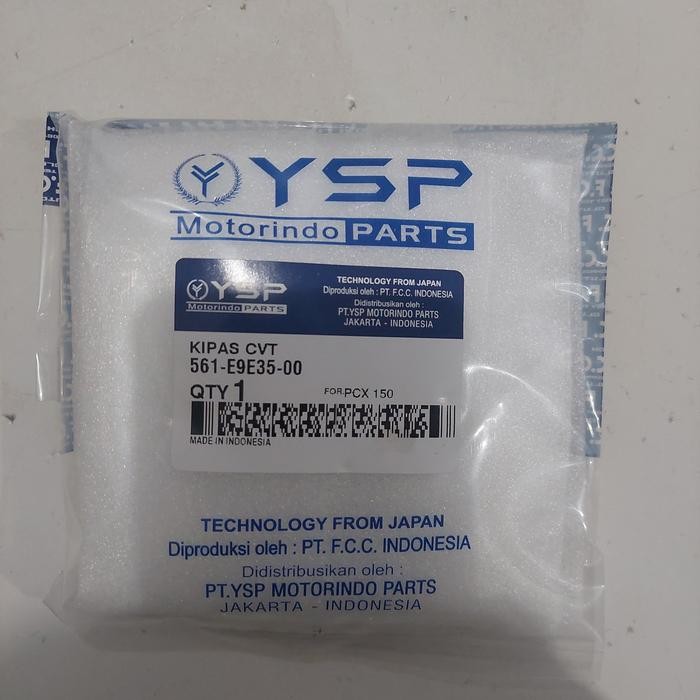 YSP
Motorindo PARTS
YSP
Motorindo PARTS
TECHNOLOGY FROM JAPAN
Diproduksi oleh : PT. F.C.C. INDONESIA
Didistribusikan oleh :
PT.YSP MOTORINDO PARTS
JAKARTA - INDONESIA
KIPAS CVT
561-E9E35-00
QTY 1
FOR PCX 150
MADE IN INDONESIA
TECHNOLOGY FROM JAPAN
Diproduksi oleh : PT. F.C.C. INDONESIA
Didistribusikan oleh :
PT.YSP MOTORINDO PARTS
JAKARTA - INDONESIA